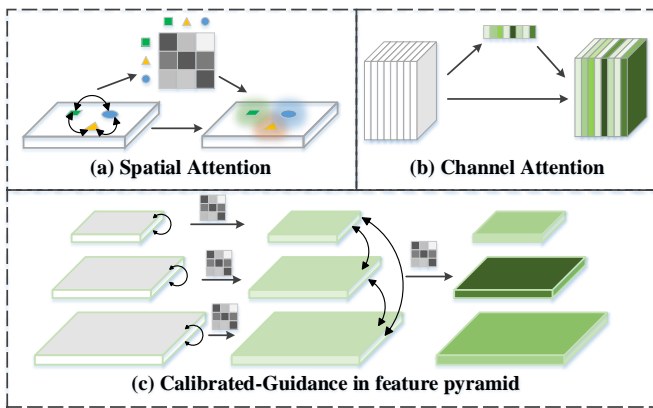 (a) Spatial Attention
(b) Channel Attention
(c) Calibrated-Guidance in feature pyramid